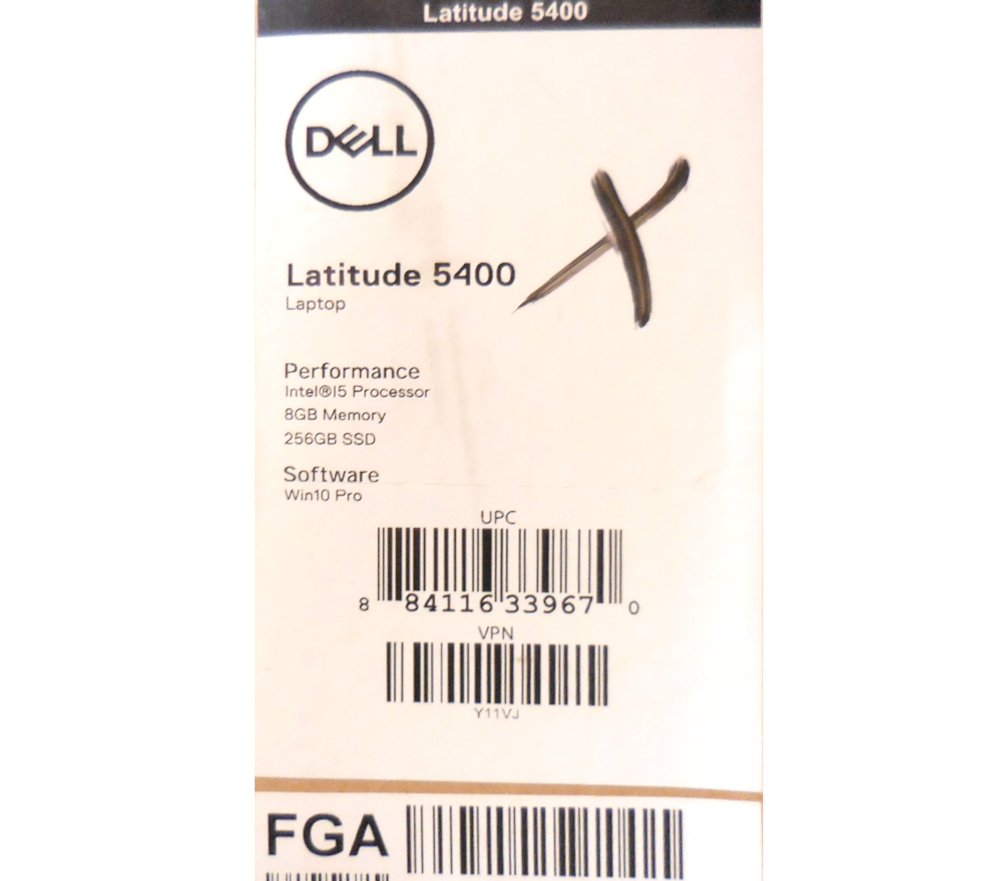 Latitude 5400
DELL
Latitude 5400
Laptop
Performance
Intel®I5 Processor
8GB Memory
256GB SSD
Software
Win10 Pro
UPC
8 84116 33967 0
VPN
Y11VJ
FGA